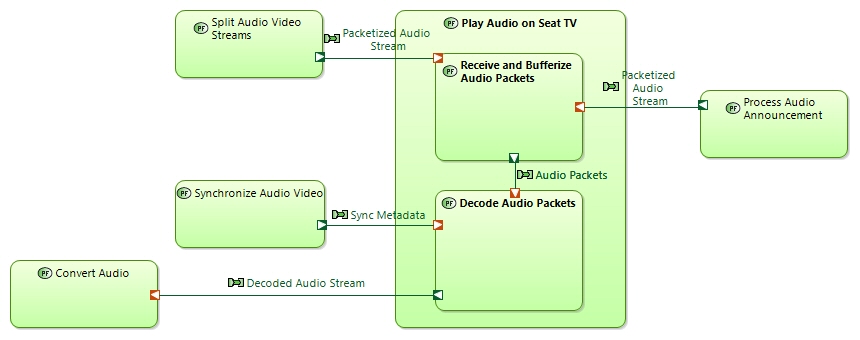 PF Split Audio Video
Streams
Packetized Audio
Stream
PF Play Audio on Seat TV
PF Receive and Bufferize
Audio Packets
Packetized
Audio
Stream
PF Process Audio
Announcement
Audio Packets
PF Synchronize Audio Video
Sync Metadata
PF Decode Audio Packets
PF Convert Audio
Decoded Audio Stream